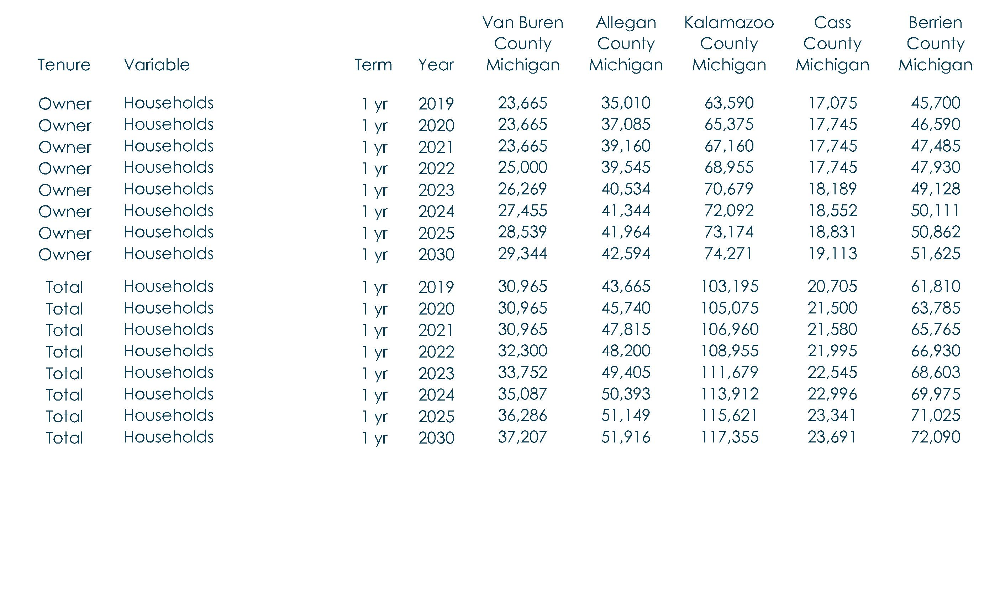 Van Buren Allegan Kalamazoo Cass Berrien
County County County County County
Tenure Variable Term Year Michigan Michigan Michigan Michigan Michigan
Owner Households 1 yr 2019 23,665 35,010 63,590 17,075 45,700
Owner Households 1 yr 2020 23,665 37,085 65,375 17,745 46,590
Owner Households 1 yr 2021 23,665 39,160 67,160 17,745 47,485
Owner Households 1 yr 2022 25,000 39,545 68,955 17,745 47,930
Owner Households 1 yr 2023 26,269 40,534 70,679 18,189 49,128
Owner Households 1 yr 2024 27,455 41,344 72,092 18,552 50,111
Owner Households 1 yr 2025 28,539 41,964 73,174 18,831 50,862
Owner Households 1 yr 2030 29,344 42,594 74,271 19,113 51,625
Total Households 1 yr 2019 30,965 43,665 103,195 20,705 61,810
Total Households 1 yr 2020 30,965 45,740 105,075 21,500 63,785
Total Households 1 yr 2021 30,965 47,815 106,960 21,580 65,765
Total Households 1 yr 2022 32,300 48,200 108,955 21,995 66,930
Total Households 1 yr 2023 33,752 49,405 111,679 22,545 68,603
Total Households 1 yr 2024 35,087 50,393 113,912 22,996 69,975
Total Households 1 yr 2025 36,286 51,149 115,621 23,341 71,025
Total Households 1 yr 2030 37,207 51,916 117,355 23,691 72,090